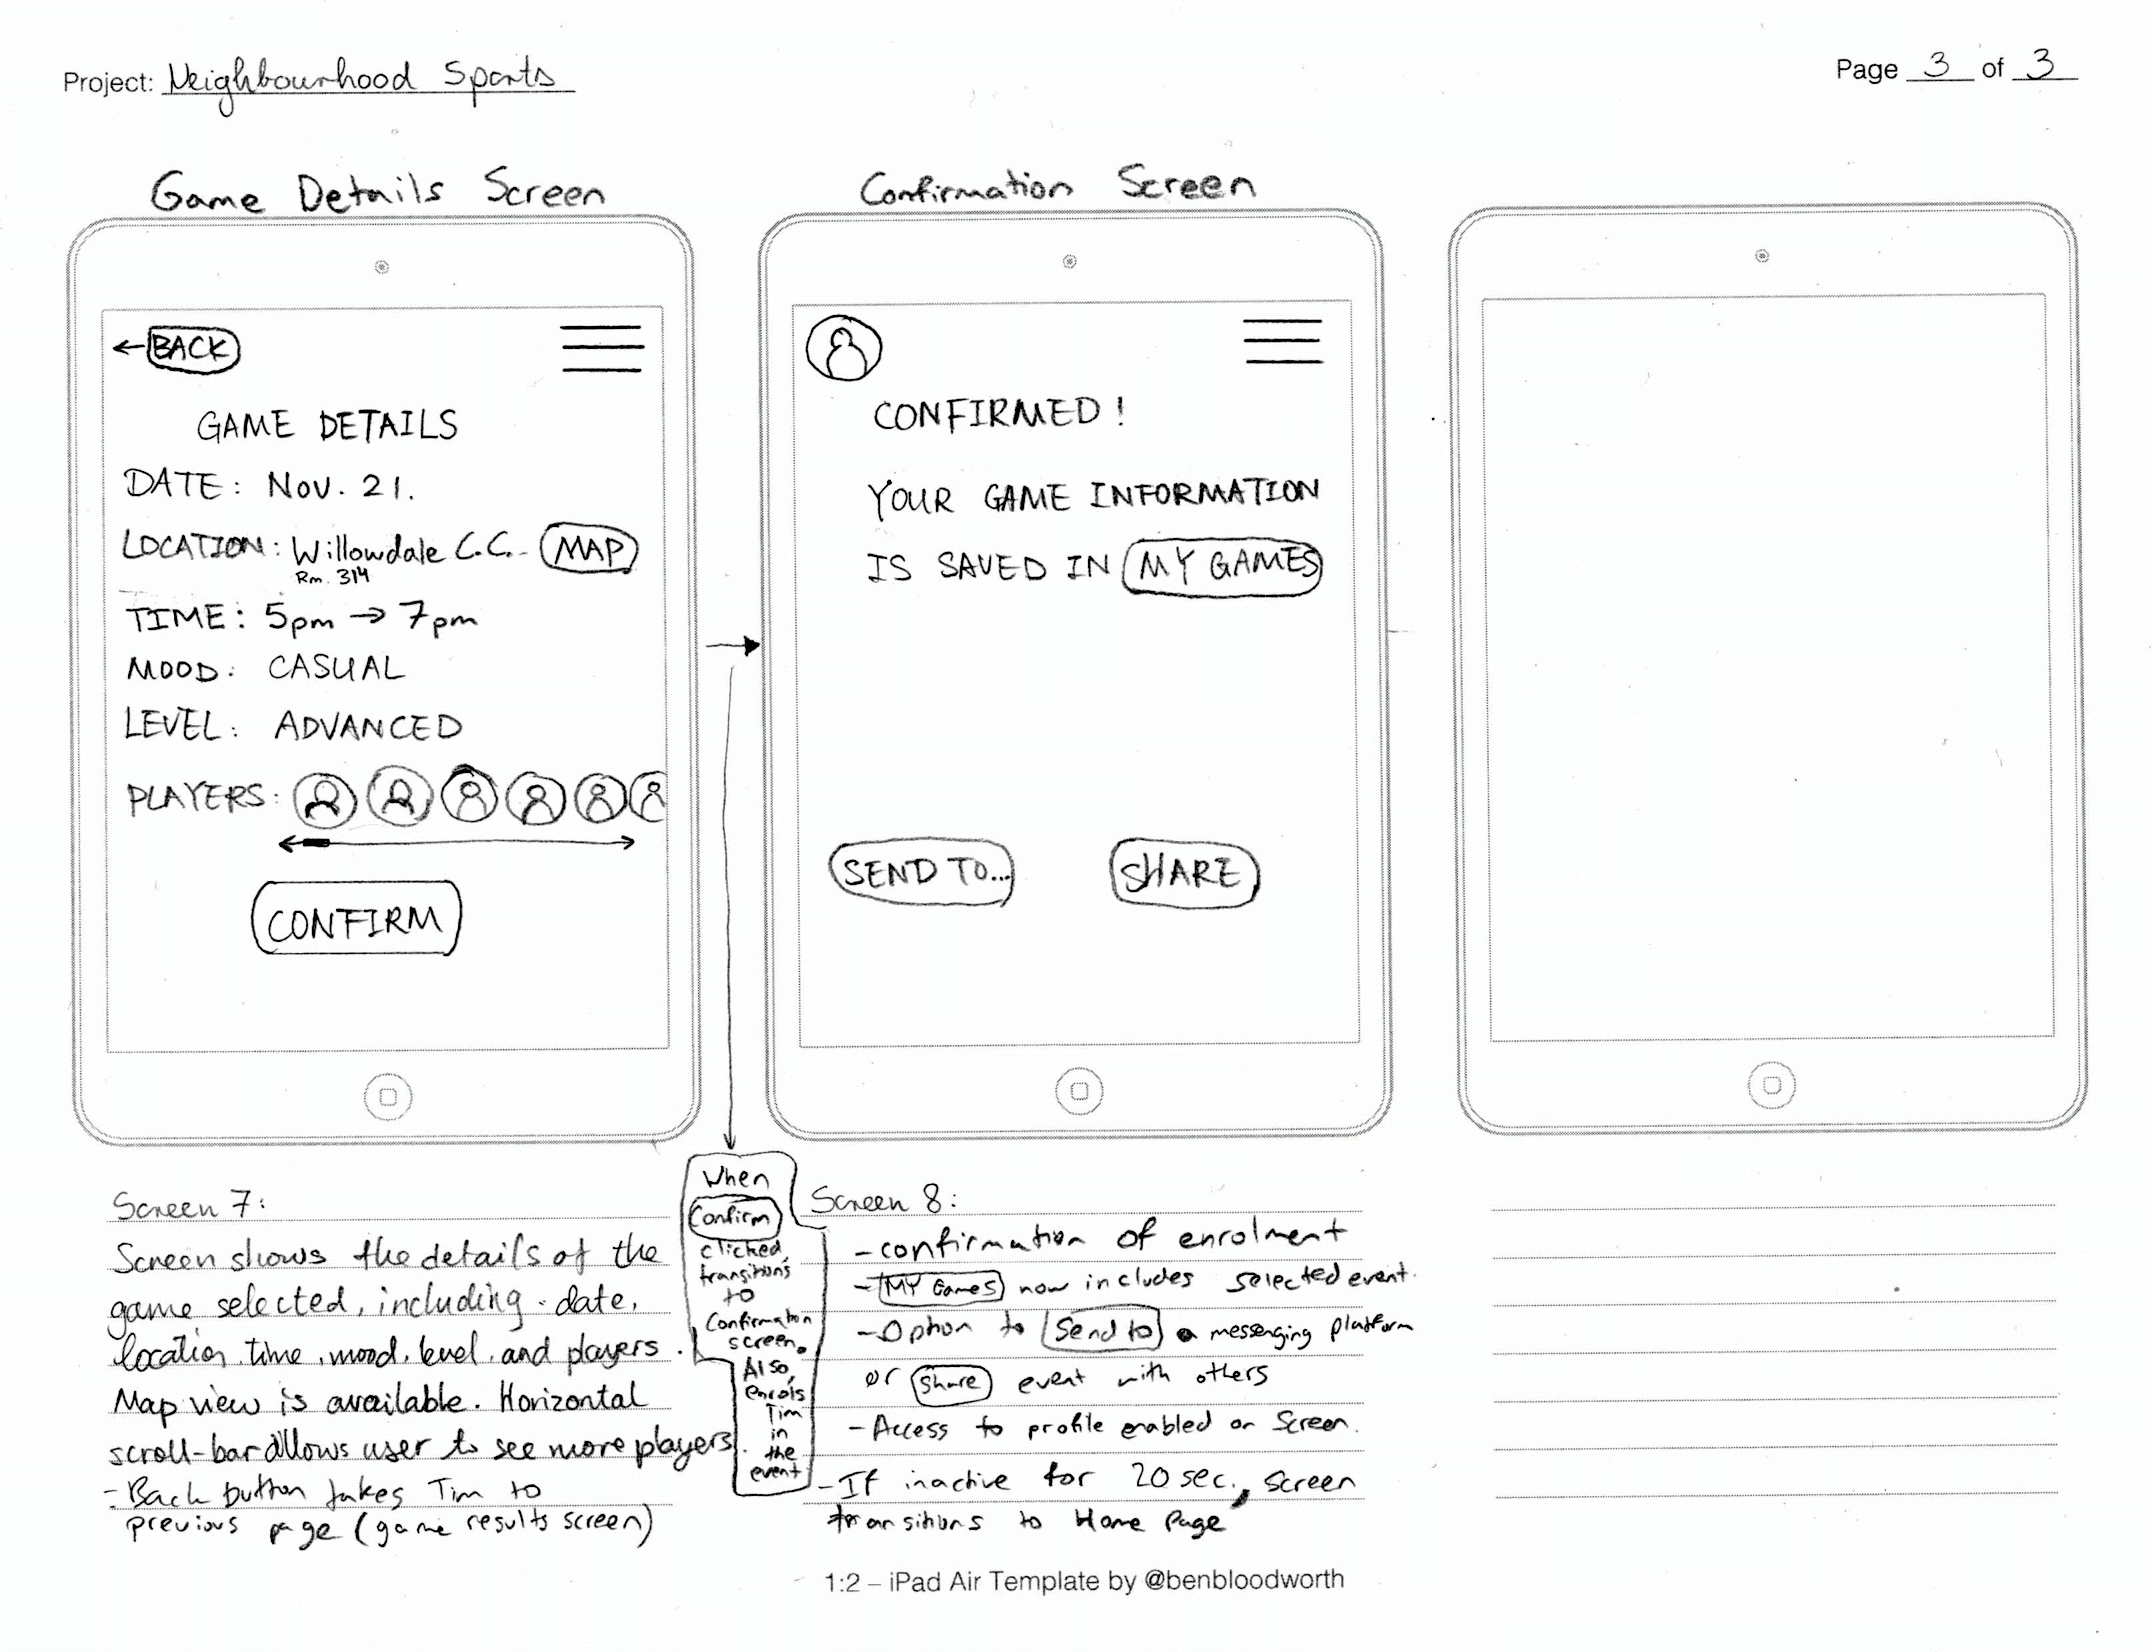 Project: Neighbourhood Sports
Page 3 of 3
Game Details Screen
← BACK
GAME DETAILS
DATE: Nov. 21.
LOCATION: Willowdale C.C. MAP
Rm. 314
TIME: 5pm → 7pm
MOOD: CASUAL
LEVEL: ADVANCED
PLAYERS:
CONFIRM
Confirmation Screen
CONFIRMED!
YOUR GAME INFORMATION
IS SAVED IN MY GAMES
SEND TO...
SHARE
Screen 7:
Screen shows the details of the
game selected, including date,
location, time, mood, level, and players.
Map view is available. Horizontal
scroll-bar allows user to see more players.
- Back button takes Tim to
previous page (game results screen)
When
Confirm
clicked,
transitions
to
Confirmation
screen.
Also,
enrols
Tim
in
the
event
Screen 8:
- confirmation of enrolment
- MY Games now includes selected event.
- Option to Send to a messenging platform
or share event with others
- Access to profile enabled on screen.
- If inactive for 20 sec., screen
transitions to Home Page
1:2 – iPad Air Template by @benbloodworth